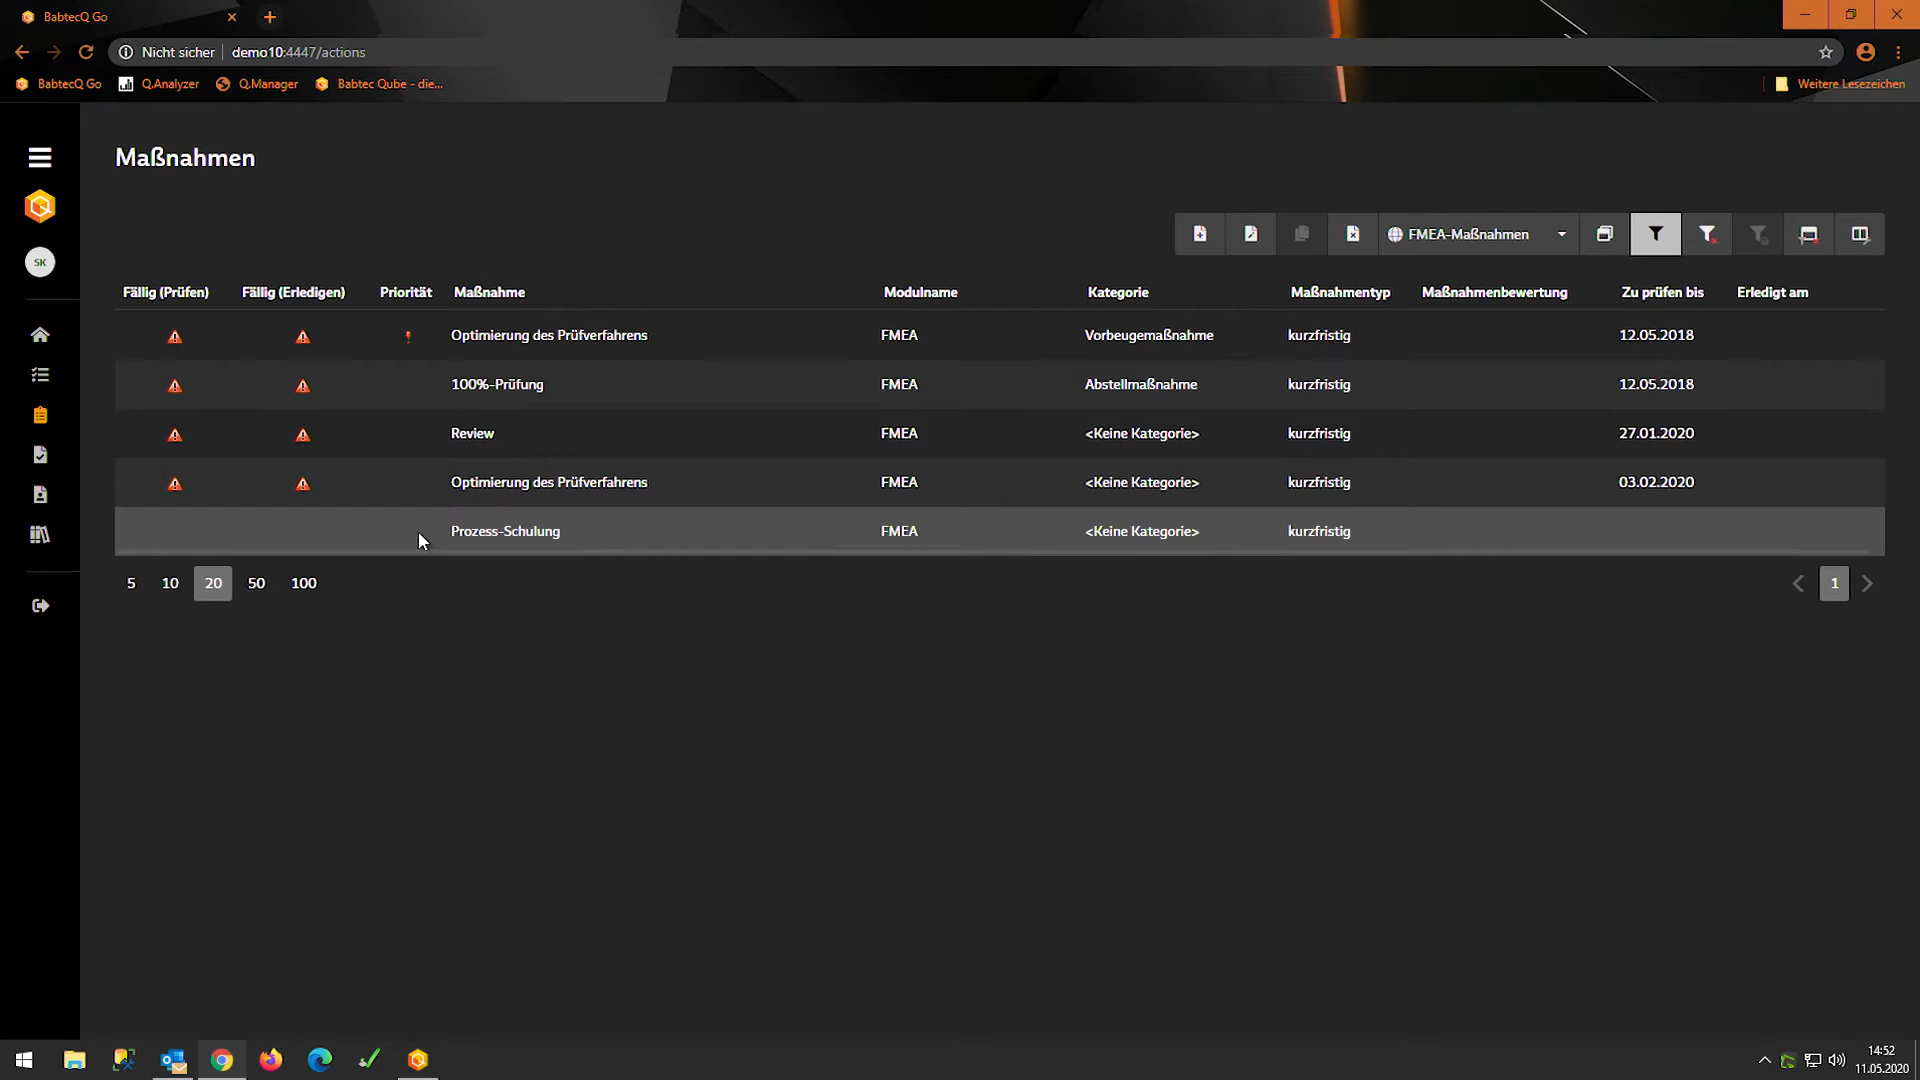 BabtecQ Go
Nicht sicher demo10:4447/actions
BabtecQ Go Q.Analyzer Q.Manager Babtec Qube - die... Weitere Lesezeichen
Maßnahmen
SK
FMEA-Maßnahmen
Fällig (Prüfen) Fällig (Erledigen) Priorität Maßnahme Modulname Kategorie Maßnahmentyp Maßnahmenbewertung Zu prüfen bis Erledigt am
Optimierung des Prüfverfahrens FMEA Vorbeugemaßnahme kurzfristig 12.05.2018
100%-Prüfung FMEA Abstellmaßnahme kurzfristig 12.05.2018
Review FMEA <Keine Kategorie> kurzfristig 27.01.2020
Optimierung des Prüfverfahrens FMEA <Keine Kategorie> kurzfristig 03.02.2020
Prozess-Schulung FMEA <Keine Kategorie> kurzfristig
5 10 20 50 100 1
14:52
11.05.2020